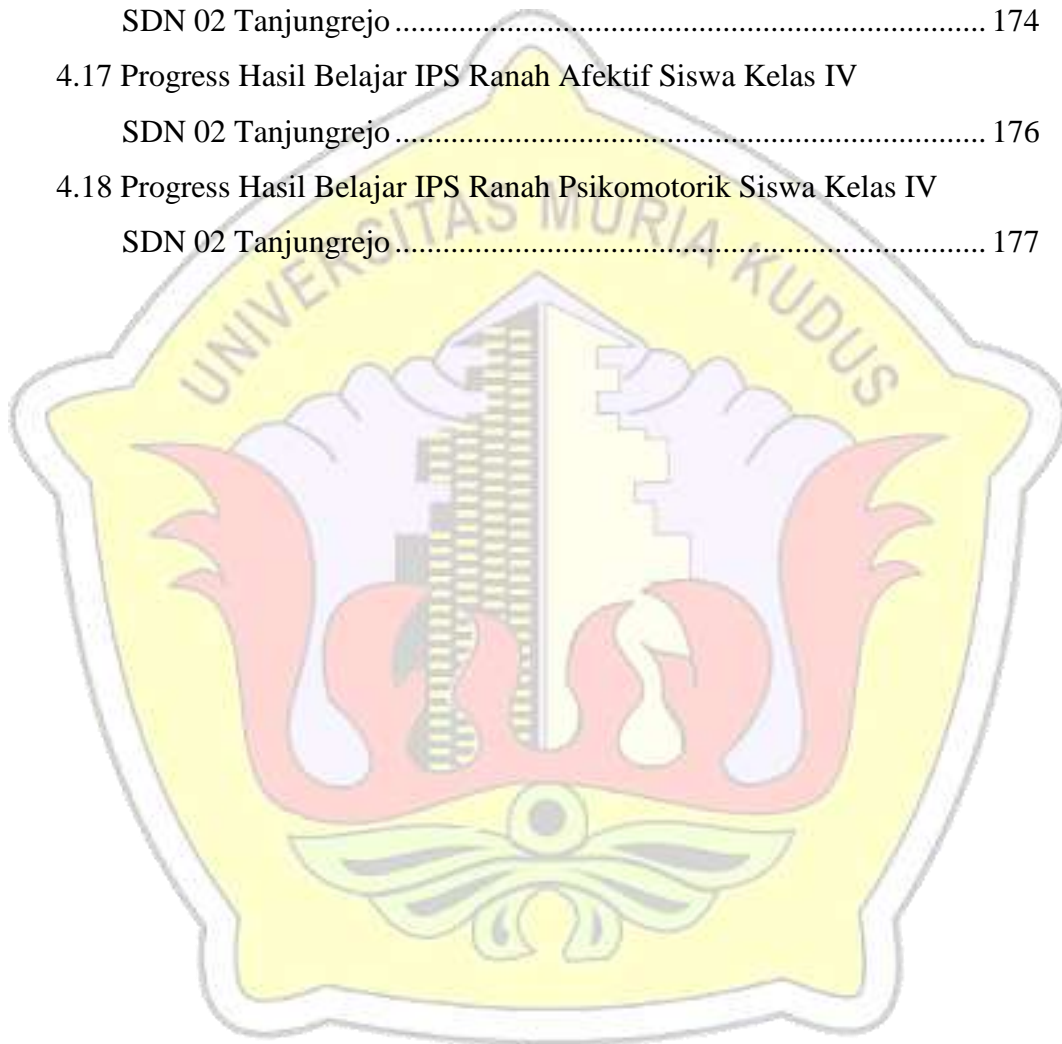 SDN 02 Tanjungrejo ........................................................................... 174
4.17 Progress Hasil Belajar IPS Ranah Afektif Siswa Kelas IV
SDN 02 Tanjungrejo ........................................................................... 176
4.18 Progress Hasil Belajar IPS Ranah Psikomotorik Siswa Kelas IV
SDN 02 Tanjungrejo ........................................................................... 177
UNIVERSITAS MURIA KUDUS